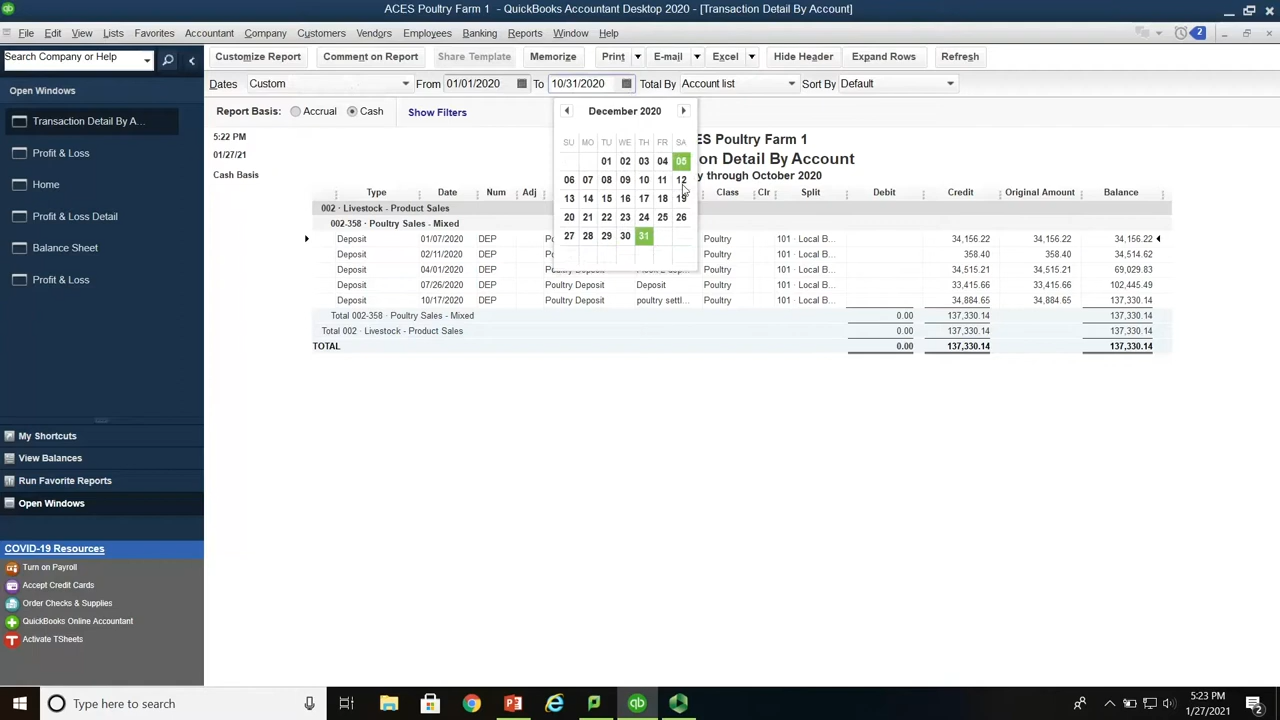 ACES Poultry Farm 1 - QuickBooks Accountant Desktop 2020 - [Transaction Detail By Account]
File Edit View Lists Favorites Accountant Company Customers Vendors Employees Banking Reports Window Help 2
Search Company or Help
Customize Report Comment on Report Share Template Memorize Print E-mail Excel Hide Header Expand Rows Refresh
Dates Custom From 01/01/2020 To 10/31/2020 Total By Account list Sort By Default
Report Basis: Accrual Cash Show Filters
Open Windows
Transaction Detail By A...
Profit & Loss
Home
Profit & Loss Detail
Balance Sheet
Profit & Loss
My Shortcuts
View Balances
Run Favorite Reports
Open Windows
COVID-19 Resources
Turn on Payroll
Accept Credit Cards
Order Checks & Supplies
QuickBooks Online Accountant
Activate TSheets
December 2020
SU MO TU WE TH FR SA
01 02 03 04 05
06 07 08 09 10 11 12
13 14 15 16 17 18 19
20 21 22 23 24 25 26
27 28 29 30 31
5:22 PM
01/27/21
Cash Basis
ES Poultry Farm 1
on Detail By Account
y through October 2020
Type Date Num Adj Class Clr Split Debit Credit Original Amount Balance
002 · Livestock - Product Sales
002-358 · Poultry Sales - Mixed
Deposit 01/07/2020 DEP Po Poultry 101 · Local B... 34,156.22 34,156.22 34,156.22
Deposit 02/11/2020 DEP Po Poultry 101 · Local B... 358.40 358.40 34,514.62
Deposit 04/01/2020 DEP Poultry 101 · Local B... 34,515.21 34,515.21 69,029.83
Deposit 07/26/2020 DEP Poultry Deposit Deposit Poultry 101 · Local B... 33,415.66 33,415.66 102,445.49
Deposit 10/17/2020 DEP Poultry Deposit poultry settl... Poultry 101 · Local B... 34,884.65 34,884.65 137,330.14
Total 002-358 · Poultry Sales - Mixed 0.00 137,330.14 137,330.14
Total 002 · Livestock - Product Sales 0.00 137,330.14 137,330.14
TOTAL 0.00 137,330.14 137,330.14
Type here to search
5:23 PM
1/27/2021
2